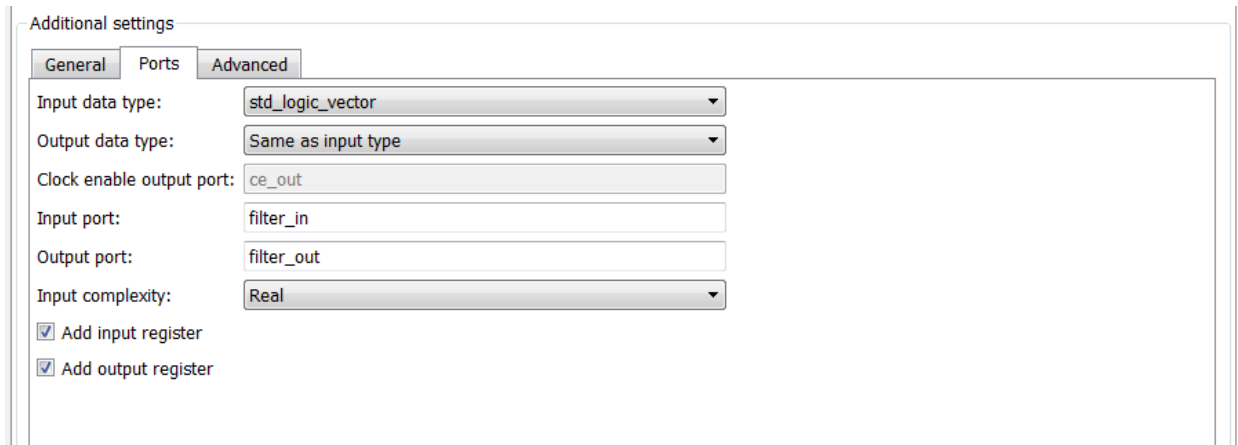 Additional settings
General Ports Advanced
Input data type: std_logic_vector
Output data type: Same as input type
Clock enable output port: ce_out
Input port: filter_in
Output port: filter_out
Input complexity: Real
Add input register
Add output register